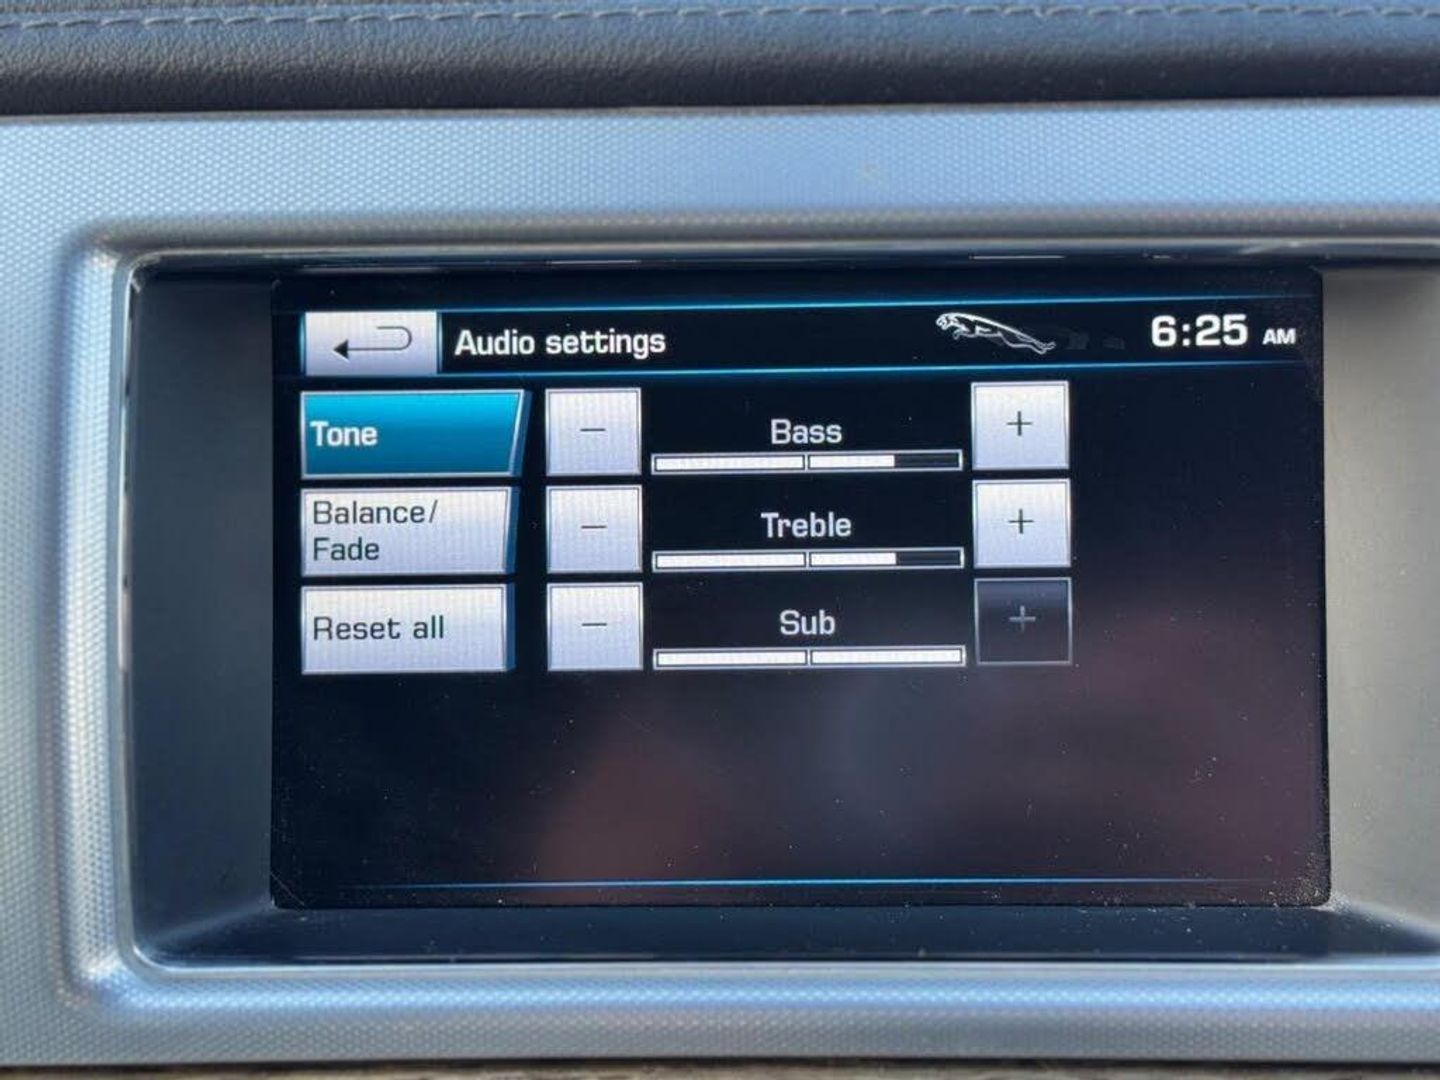 Audio settings
6:25 AM
Tone
− Bass +
Balance/
Fade
− Treble +
Reset all
− Sub +